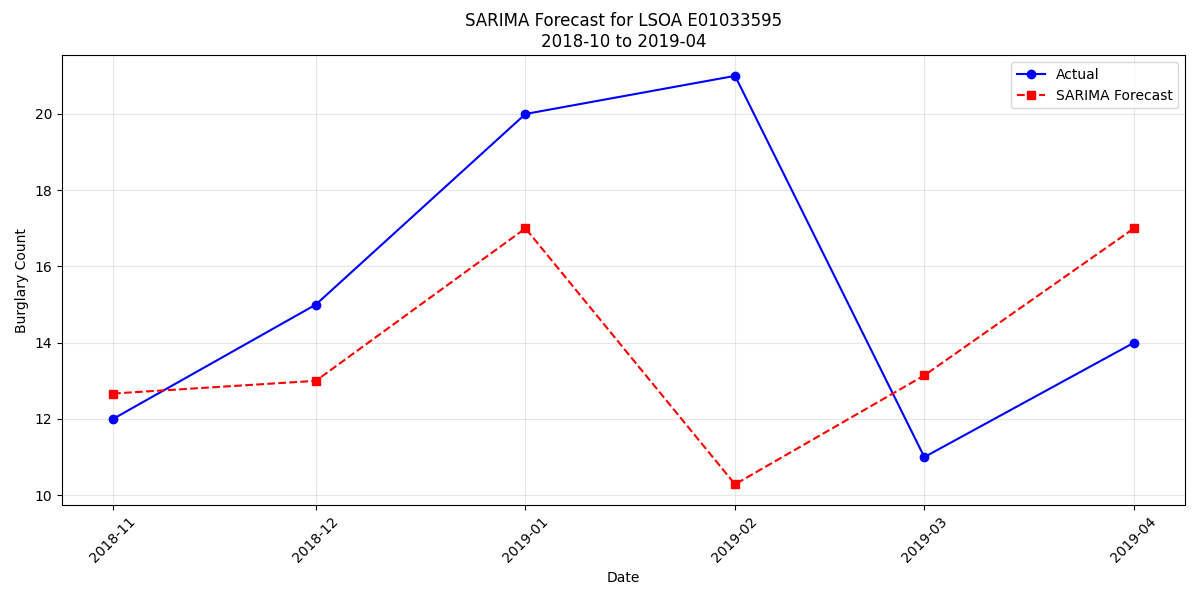 SARIMA Forecast for LSOA E01033595
2018-10 to 2019-04
Actual
SARIMA Forecast
Burglary Count
20
18
16
14
12
10
2018-11
2018-12
2019-01
2019-02
2019-03
2019-04
Date